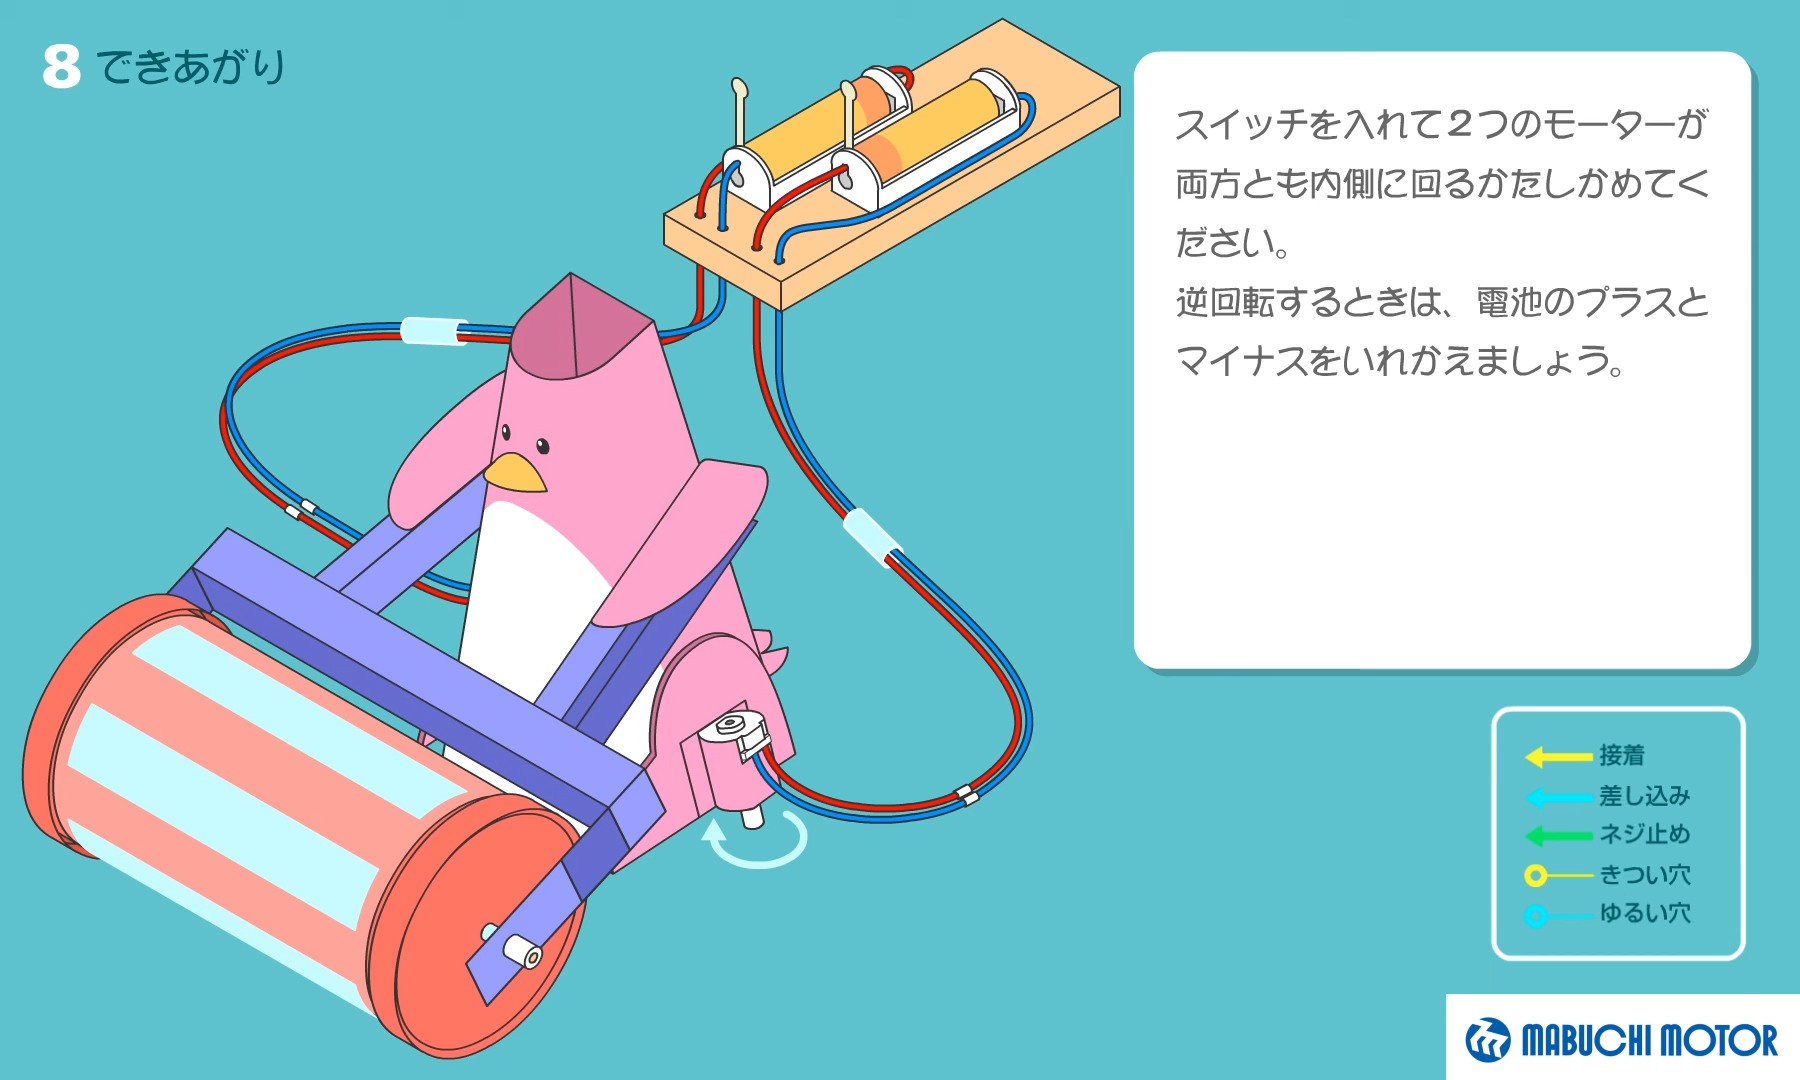 8 できあがり
スイッチを入れて２つのモーターが
両方とも内側に回るかたしかめてく
ださい。
逆回転するときは、電池のプラスと
マイナスをいれかえましょう。
接着
差し込み
ネジ止め
きつい穴
ゆるい穴
MABUCHI MOTOR